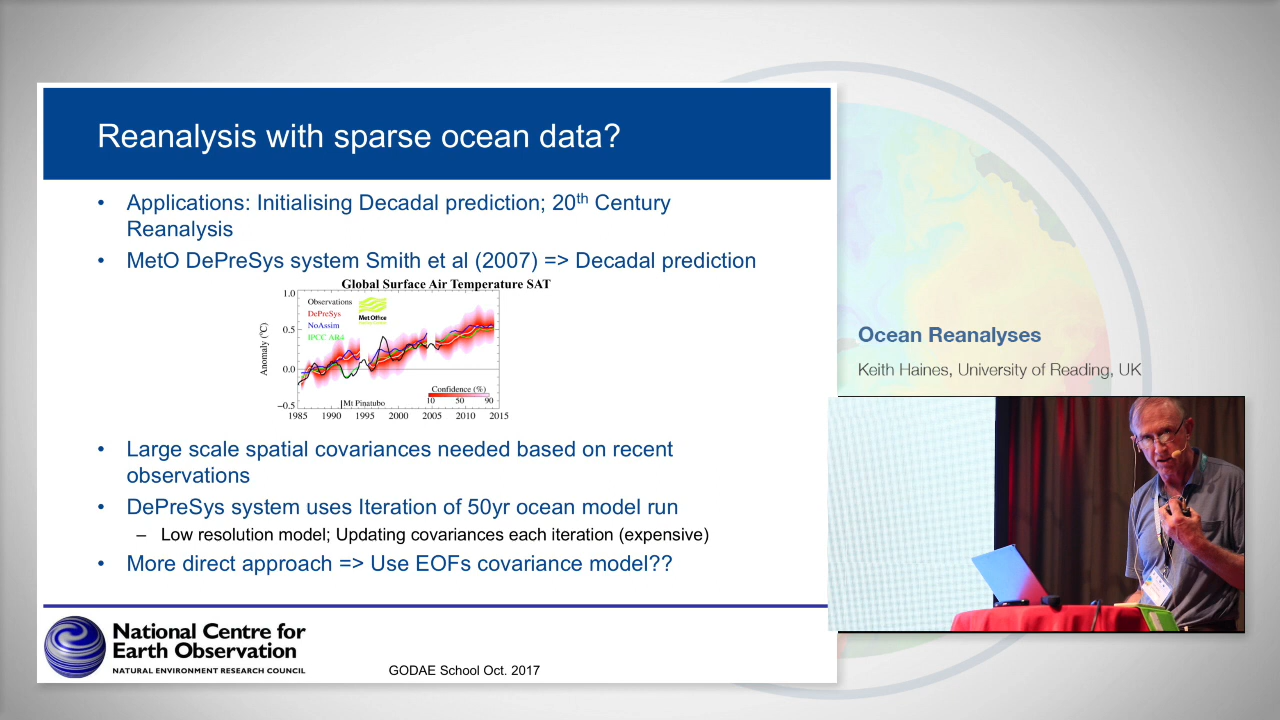 Reanalysis with sparse ocean data?
• Applications: Initialising Decadal prediction; 20th Century
Reanalysis
• MetO DePreSys system Smith et al (2007) => Decadal prediction
Global Surface Air Temperature SAT
1.0
0.5
0.0
−0.5
Anomaly (°C)
Observations
DePreSys
NoAssim
IPCC AR4
Met Office
Confidence (%)
10 50 90
Mt Pinatubo
1985 1990 1995 2000 2005 2010 2015
• Large scale spatial covariances needed based on recent
observations
• DePreSys system uses Iteration of 50yr ocean model run
– Low resolution model; Updating covariances each iteration (expensive)
• More direct approach => Use EOFs covariance model??
National Centre for
Earth Observation
NATURAL ENVIRONMENT RESEARCH COUNCIL
GODAE School Oct. 2017
Ocean Reanalyses
Keith Haines, University of Reading, UK